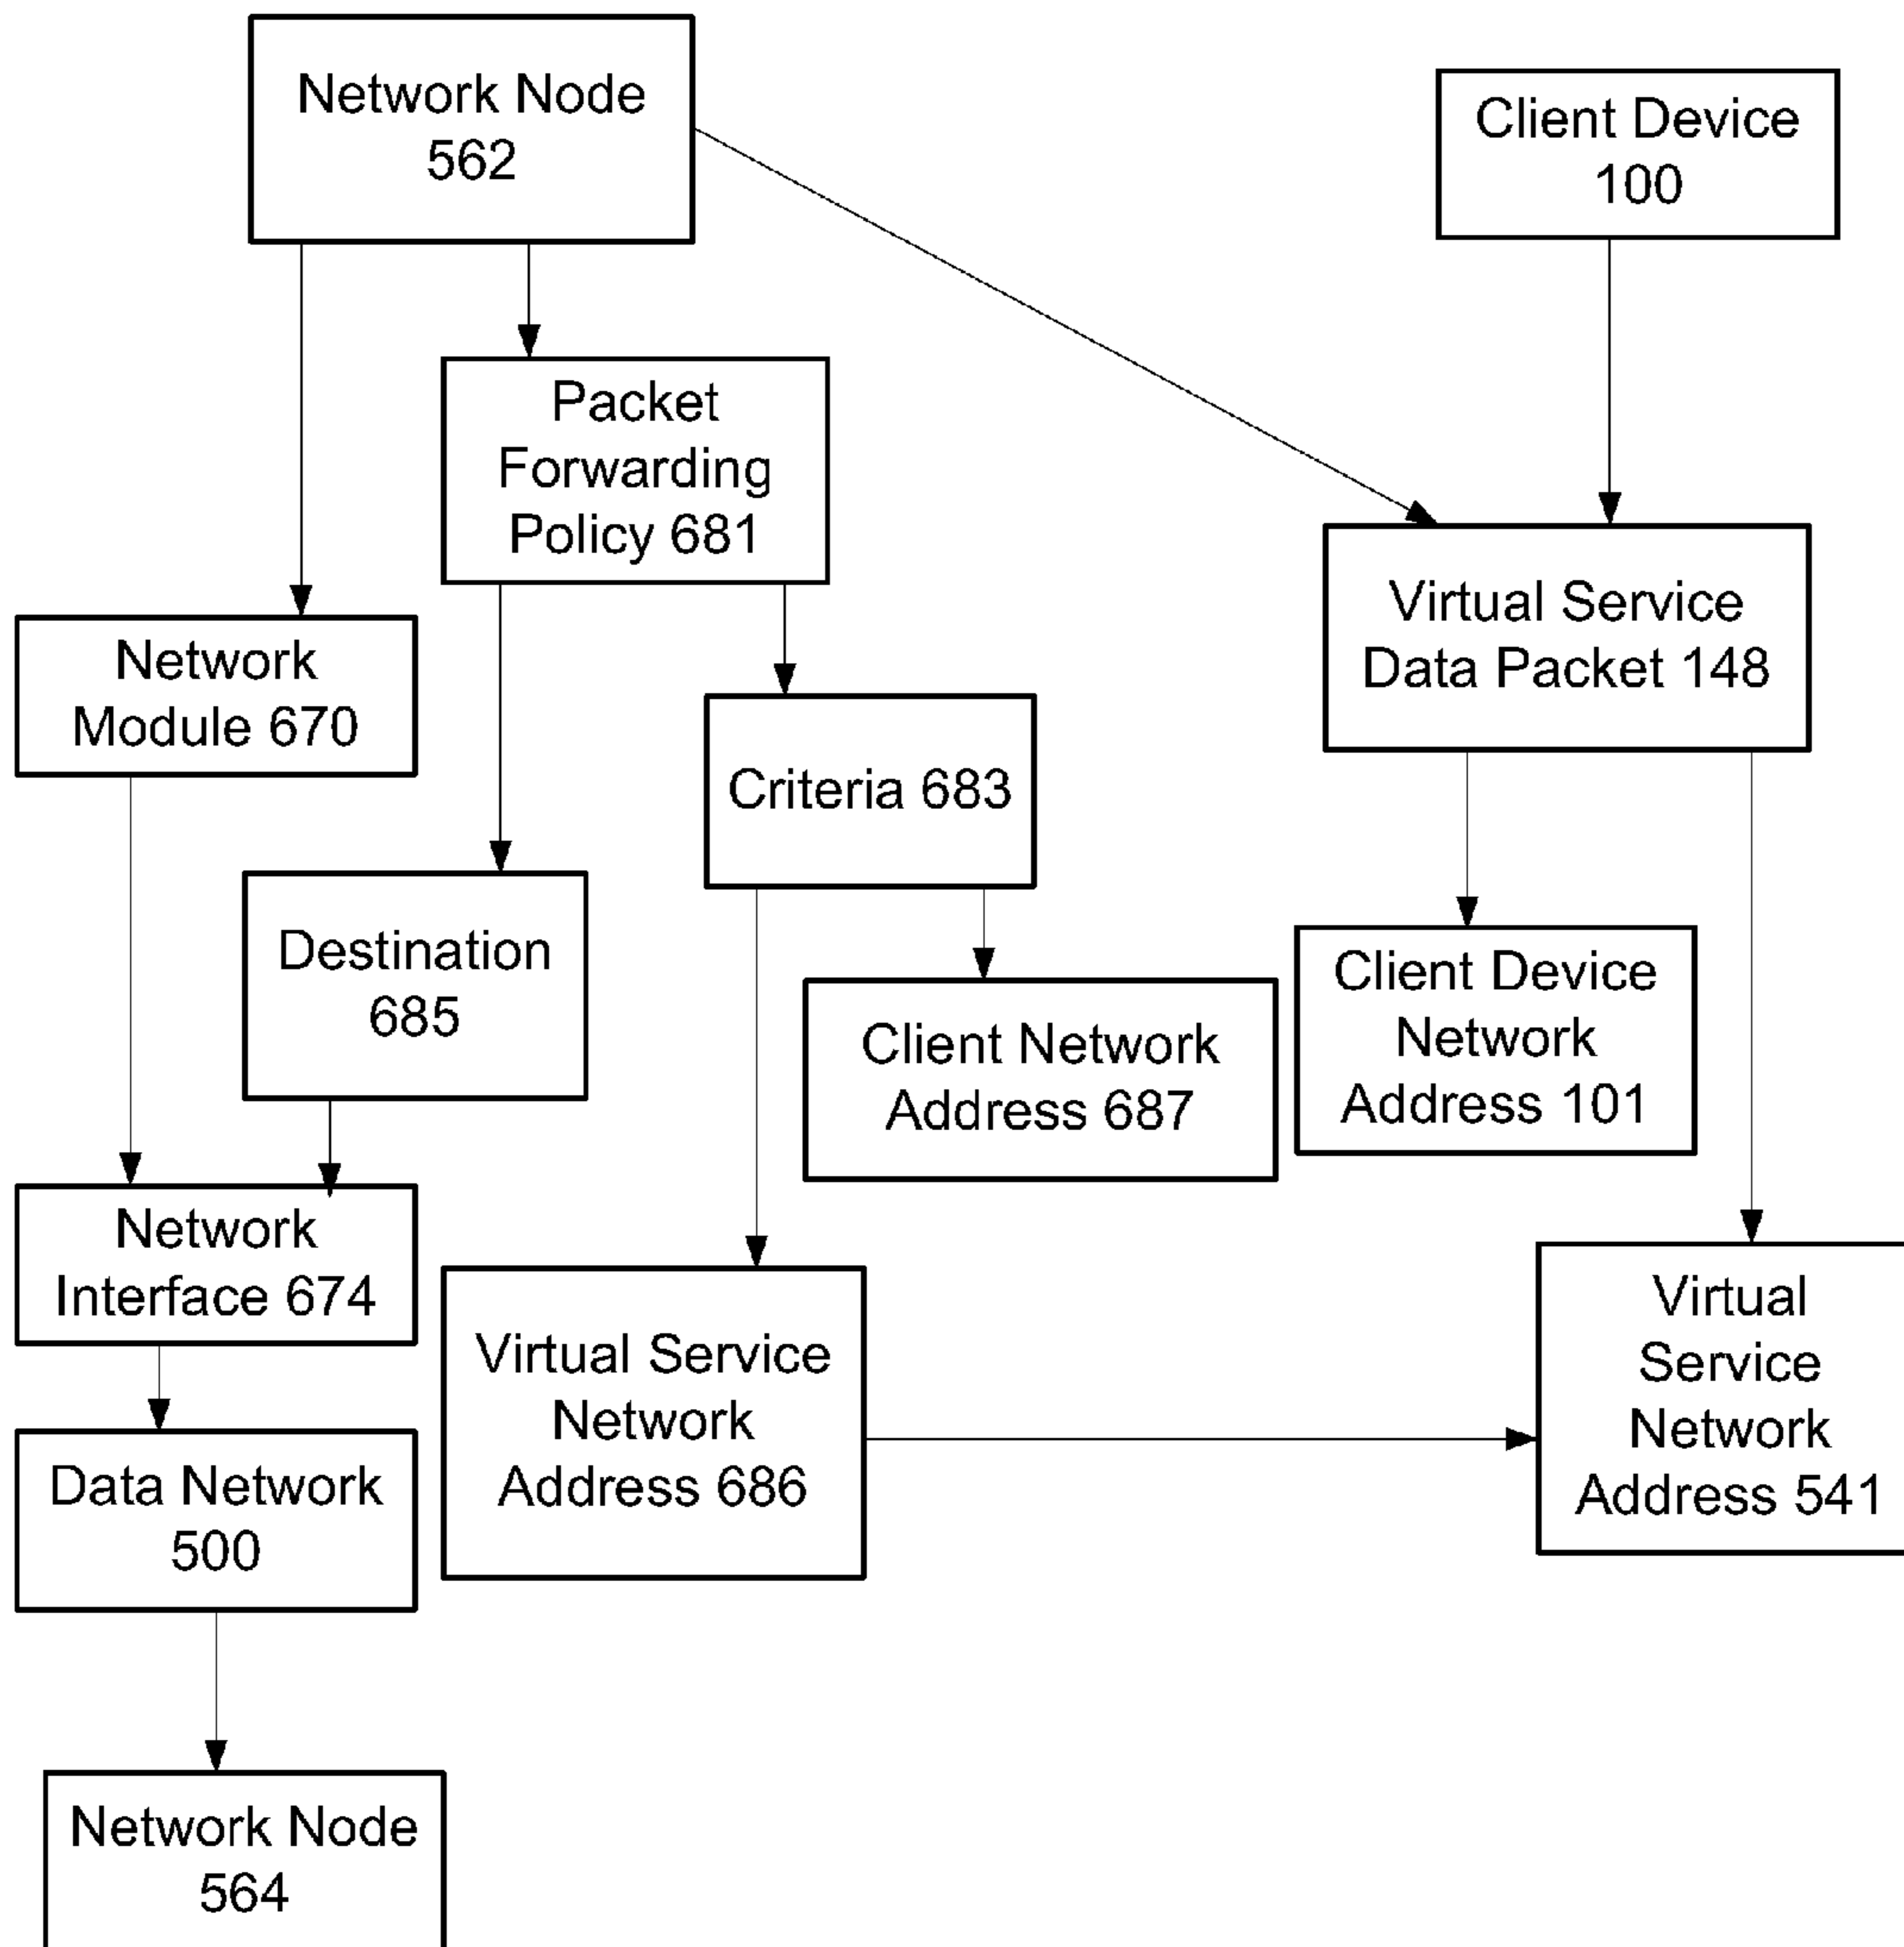 Network Node
562
Client Device
100
Packet
Forwarding
Policy 681
Virtual Service
Data Packet 148
Network
Module 670
Criteria 683
Destination
685
Client Network
Address 687
Client Device
Network
Address 101
Network
Interface 674
Virtual Service
Network
Address 686
Virtual
Service
Network
Address 541
Data Network
500
Network Node
564